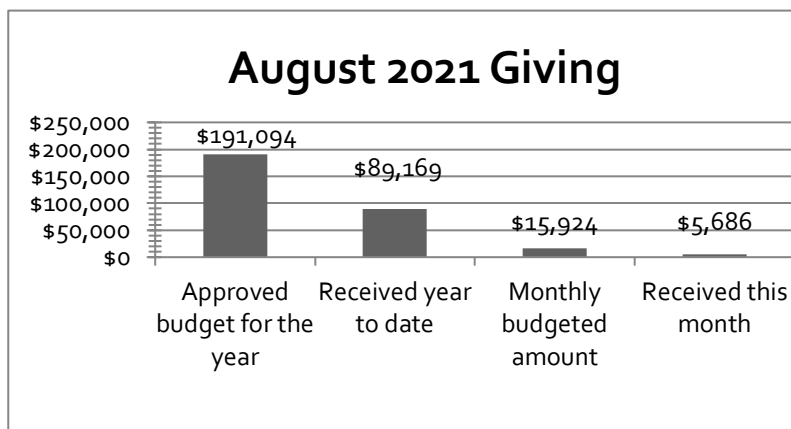 August 2021 Giving
$250,000
$200,000
$150,000
$100,000
$50,000
$0
$191,094
$89,169
$15,924
$5,686
Approved
budget for the
year
Received year
to date
Monthly
budgeted
amount
Received this
month